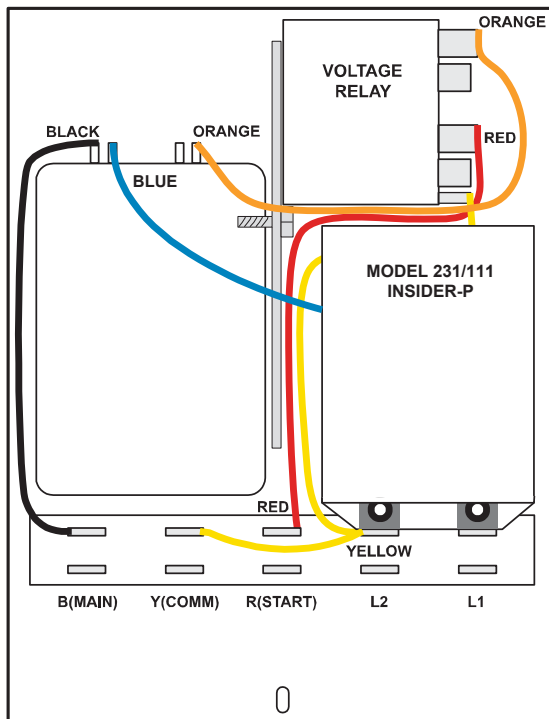 ORANGE
VOLTAGE
RELAY
BLACK
ORANGE
RED
BLUE
MODEL 231/111
INSIDER-P
RED
YELLOW
B(MAIN)
Y(COMM)
R(START)
L2
L1